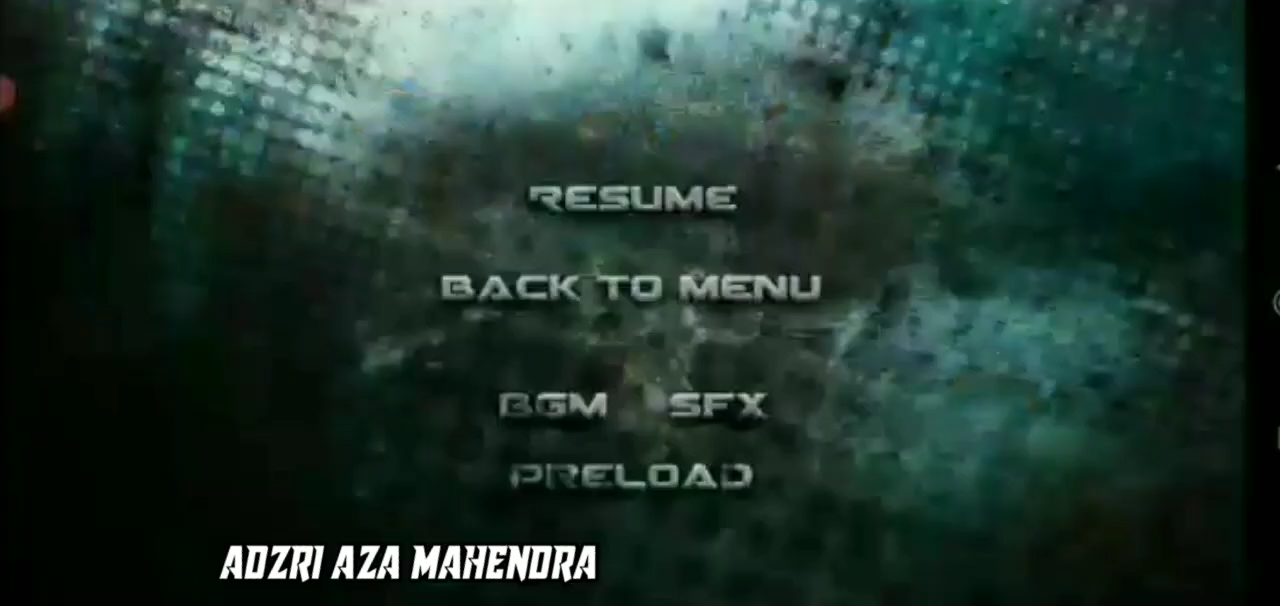 RESUME
BACK TO MENU
BGM SFX
PRELOAD
ADZRI AZA MAHENDRA